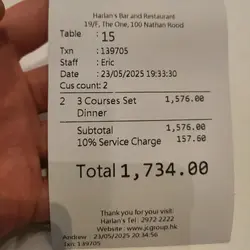 Harlan's Bar and Restaurant
19/F, The One, 100 Nathan Road
Table : 15
Txn : 139705
Staff : Eric
Date : 23/05/2025 19:33:30
Cus count: 2
2 3 Courses Set 1,576.00
Dinner
Subtotal 1,576.00
10% Service Charge 157.60
Total 1,734.00
Thank you for your visit!
Harlan's Tel : 2972-2222
Website : www.jcgroup.hk
Andraw : 23/05/2025 20:34:56
Txn: 139705